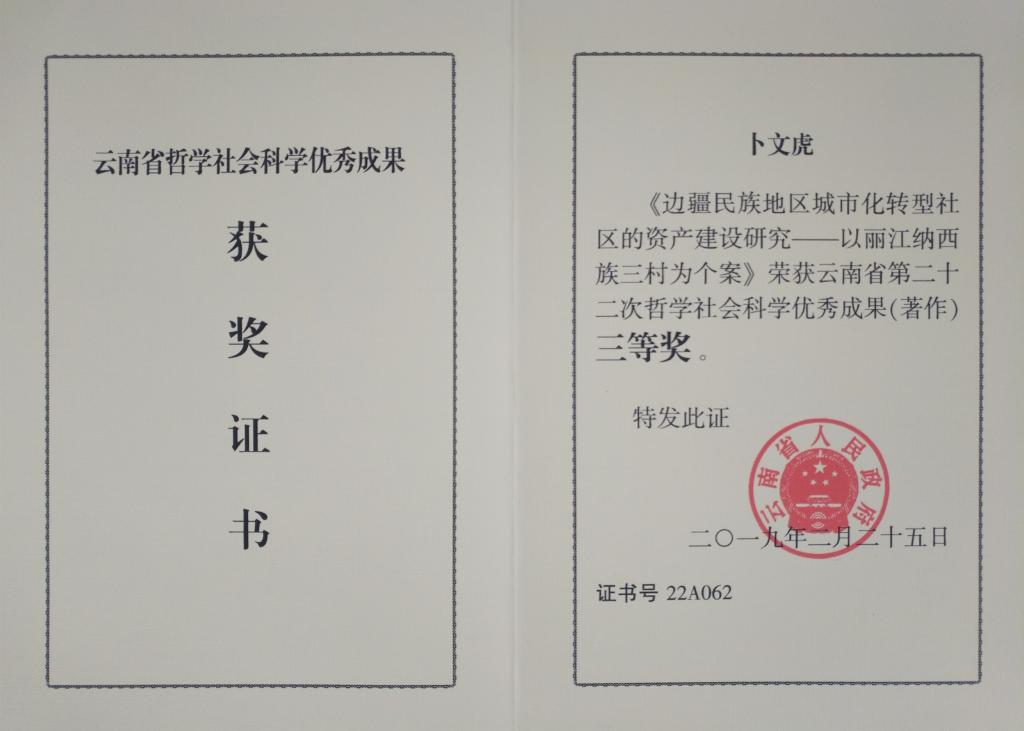 云南省哲学社会科学优秀成果
获
奖
证
书
卜文虎
《边疆民族地区城市化转型社
区的资产建设研究——以丽江纳西
族三村为个案》荣获云南省第二十
二次哲学社会科学优秀成果(著作)
三等奖。
特发此证
云南省人民政府
二〇一九年二月二十五日
证书号 22A062